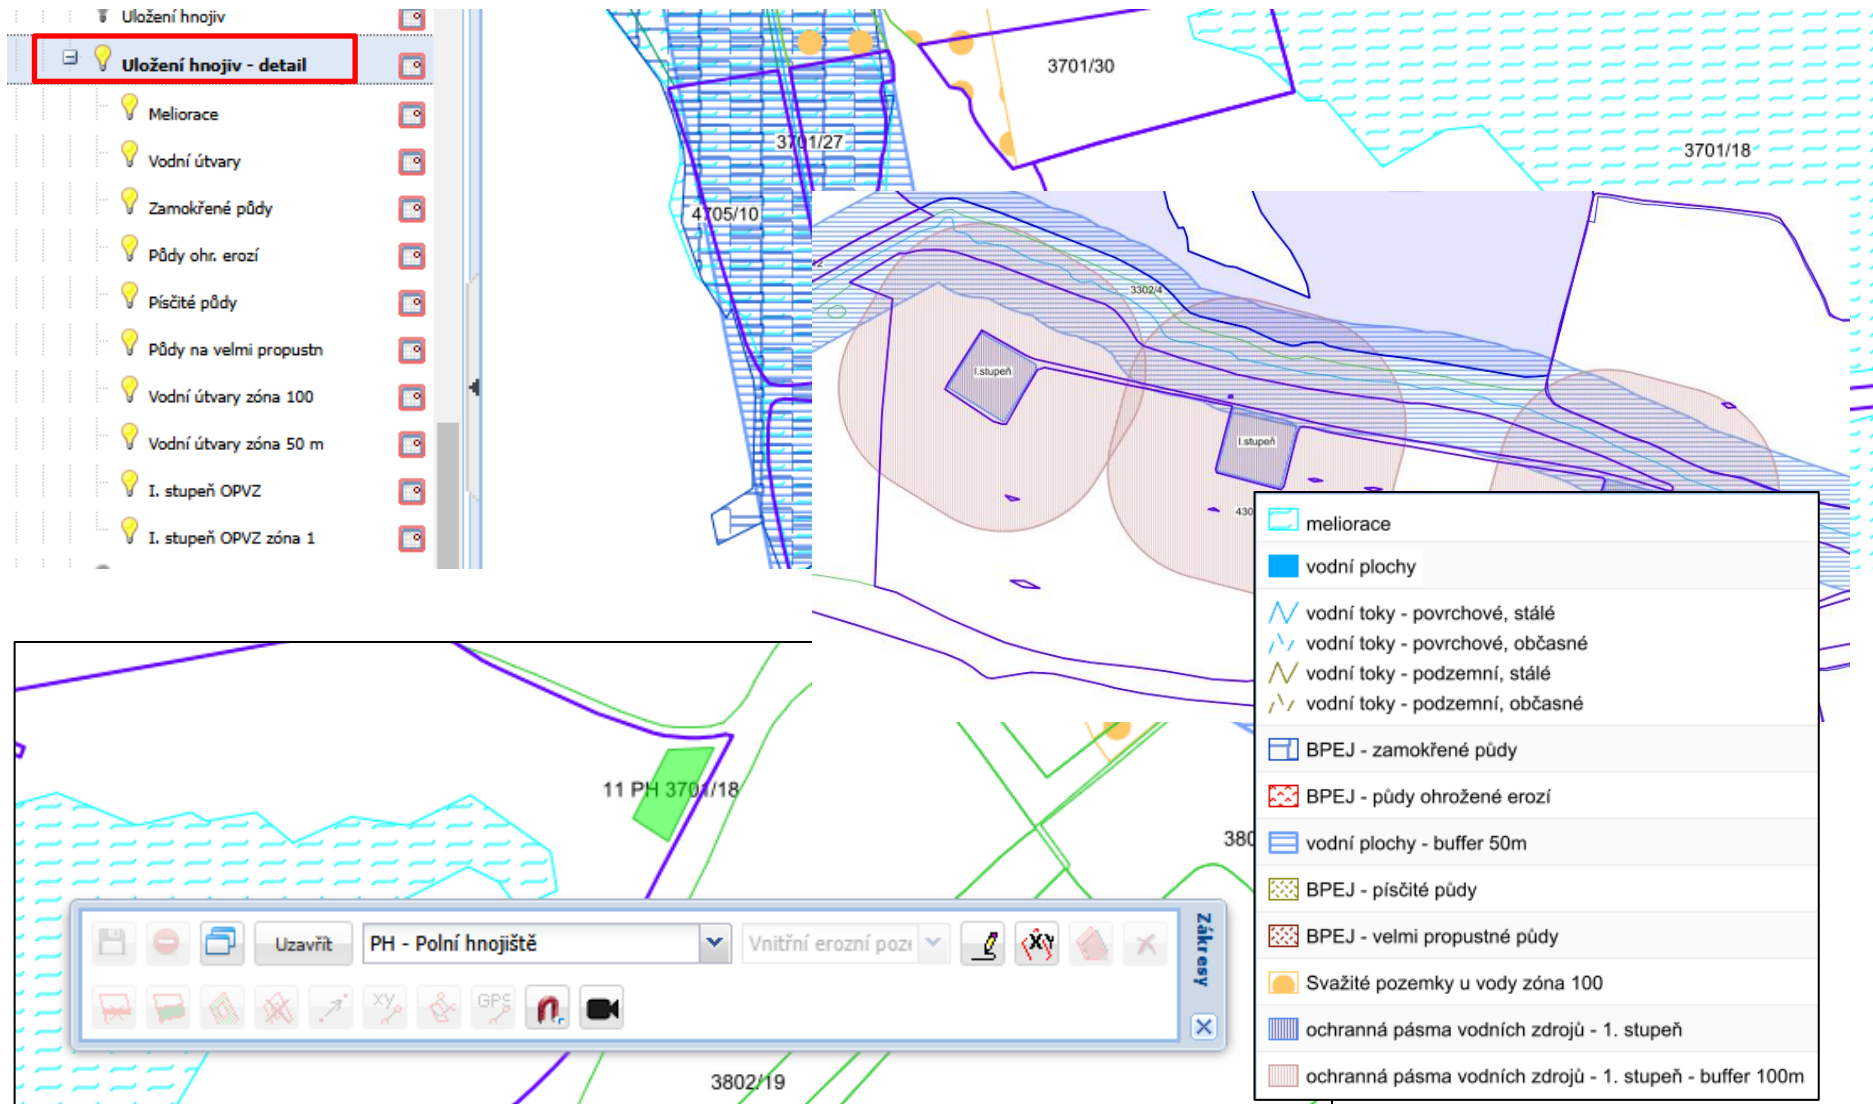 Uložení hnojiv
Uložení hnojiv - detail
Meliorace
Vodní útvary
Zamokřené půdy
Půdy ohr. erozí
Písčité půdy
Půdy na velmi propustn
Vodní útvary zóna 100
Vodní útvary zóna 50 m
I. stupeň OPVZ
I. stupeň OPVZ zóna 1
3701/30
3701/27
3701/18
4705/10
3302/4
I.stupeň
I.stupeň
430
meliorace
vodní plochy
vodní toky - povrchové, stálé
vodní toky - povrchové, občasné
vodní toky - podzemní, stálé
vodní toky - podzemní, občasné
BPEJ - zamokřené půdy
BPEJ - půdy ohrožené erozí
vodní plochy - buffer 50m
BPEJ - písčité půdy
BPEJ - velmi propustné půdy
Svažité pozemky u vody zóna 100
ochranná pásma vodních zdrojů - 1. stupeň
ochranná pásma vodních zdrojů - 1. stupeň - buffer 100m
11 PH 3701/18
380
Uzavřít
PH - Polní hnojiště
Vnitřní erozní poze
XY
Zákresy
XY
GPS
3802/19